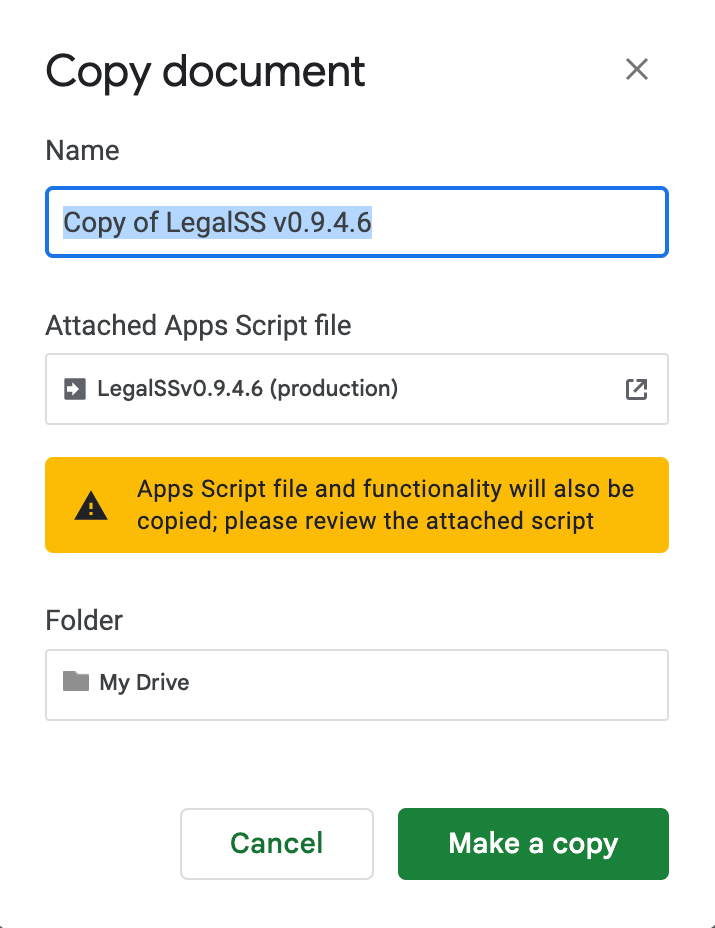 Copy document
Name
Copy of LegalSS v0.9.4.6
Attached Apps Script file
LegalSSv0.9.4.6 (production)
Apps Script file and functionality will also be
copied; please review the attached script
Folder
My Drive
Cancel
Make a copy